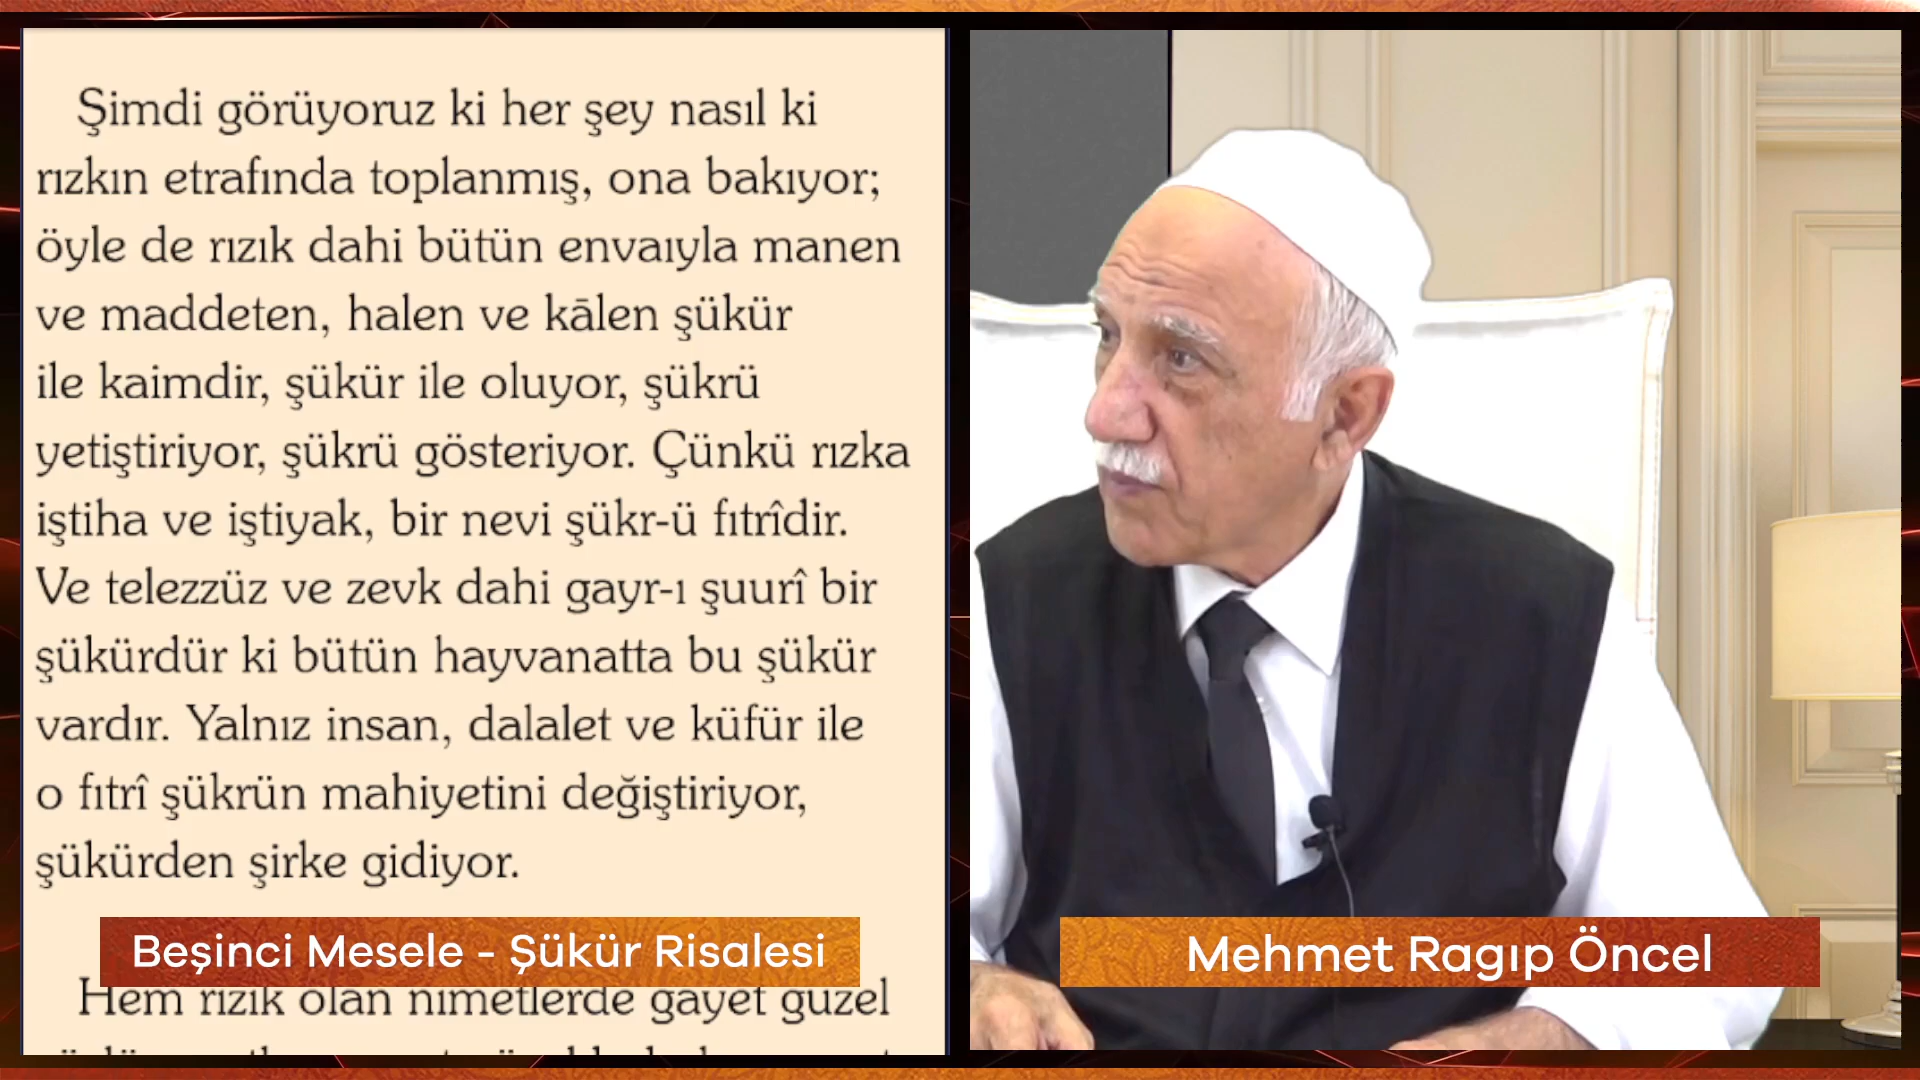 Şimdi görüyoruz ki her şey nasıl ki
rızkın etrafında toplanmış, ona bakıyor;
öyle de rızık dahi bütün envaıyla manen
ve maddeten, halen ve kālen şükür
ile kaimdir, şükür ile oluyor, şükrü
yetiştiriyor, şükrü gösteriyor. Çünkü rızka
iştiha ve iştiyak, bir nevi şükr-ü fıtrîdir.
Ve telezzüz ve zevk dahi gayr-ı şuurî bir
şükürdür ki bütün hayvanatta bu şükür
vardır. Yalnız insan, dalalet ve küfür ile
o fıtrî şükrün mahiyetini değiştiriyor,
şükürden şirke gidiyor.
Beşinci Mesele - Şükür Risalesi
Hem rızık olan nimetlerde gayet güzel
Mehmet Ragıp Öncel